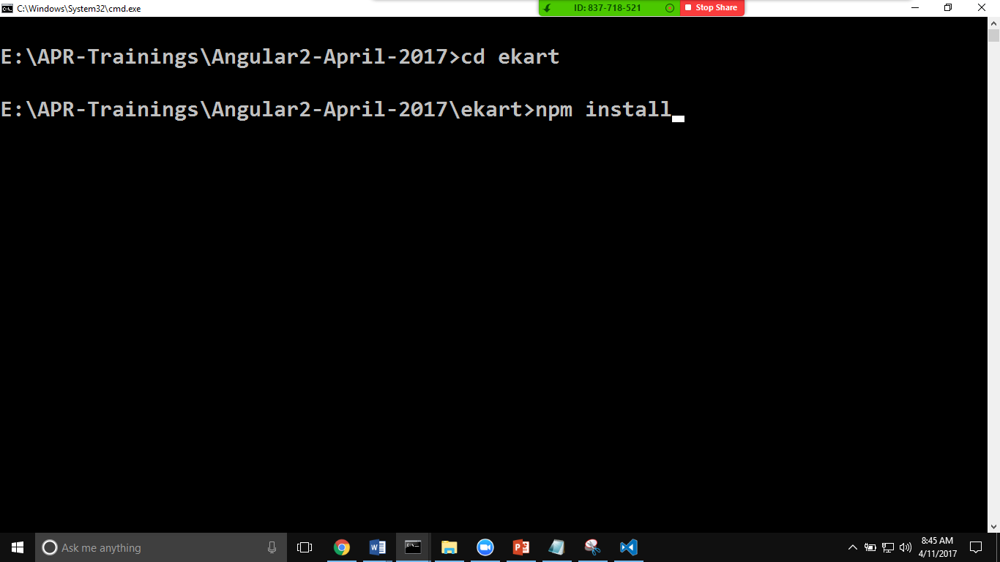 C:\Windows\System32\cmd.exe
ID: 837-718-521
Stop Share
E:\APR-Trainings\Angular2-April-2017>cd ekart
E:\APR-Trainings\Angular2-April-2017\ekart>npm install
Ask me anything
8:45 AM
4/11/2017